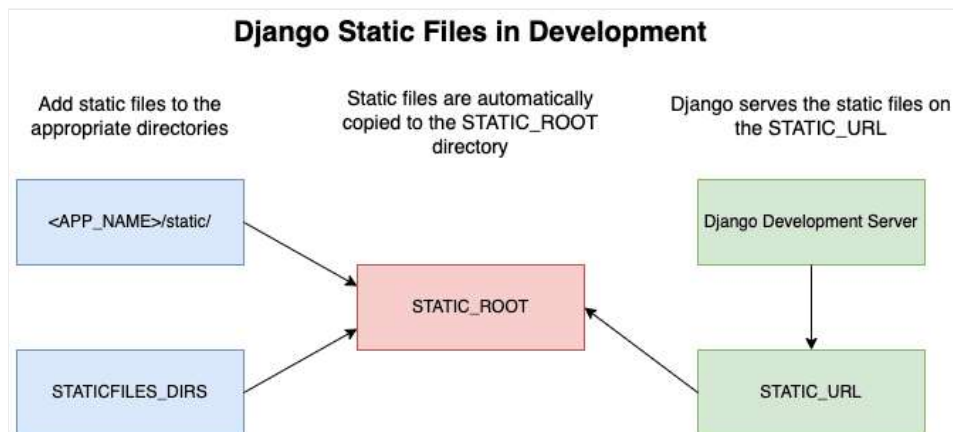 Django Static Files in Development
Add static files to the
appropriate directories
Static files are automatically
copied to the STATIC_ROOT
directory
Django serves the static files on
the STATIC_URL
<APP_NAME>/static/
Django Development Server
STATIC_ROOT
STATICFILES_DIRS
STATIC_URL